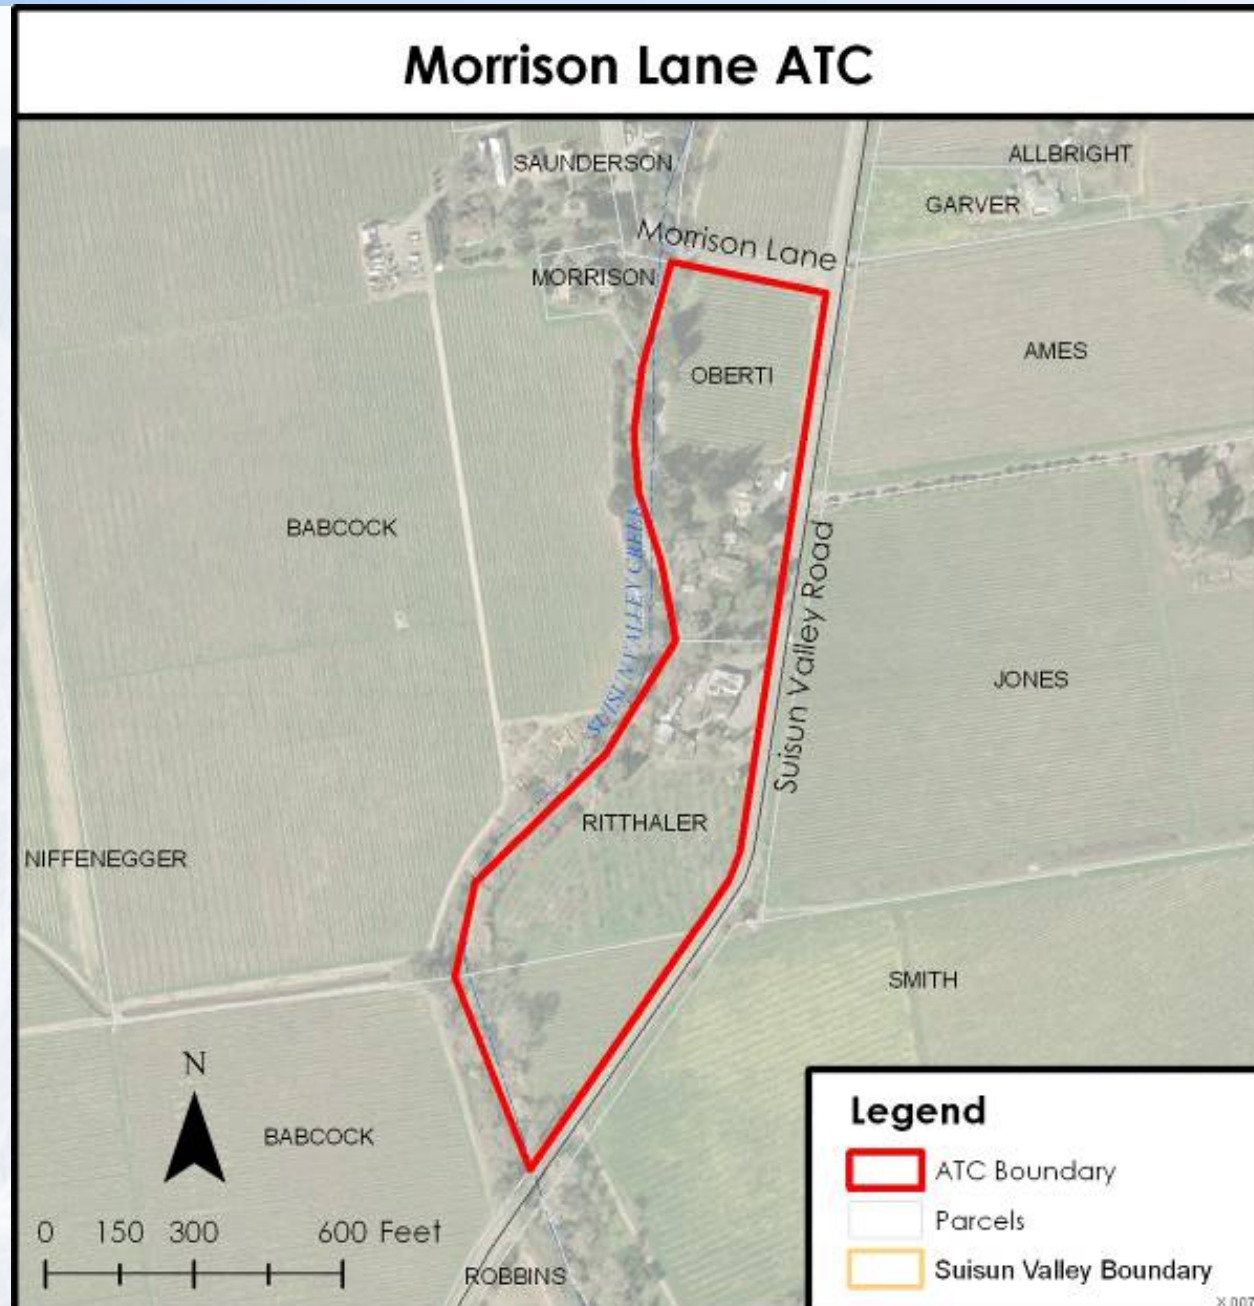 Morrison Lane ATC
SAUNDERSON
ALLBRIGHT
GARVER
Morrison Lane
MORRISON
AMES
OBERTI
BABCOCK
SUISUN VALLEY CREEK
Suisun Valley Road
JONES
RITTHALER
NIFFENEGGER
SMITH
N
BABCOCK
0 150 300 600 Feet
ROBBINS
Legend
ATC Boundary
Parcels
Suisun Valley Boundary